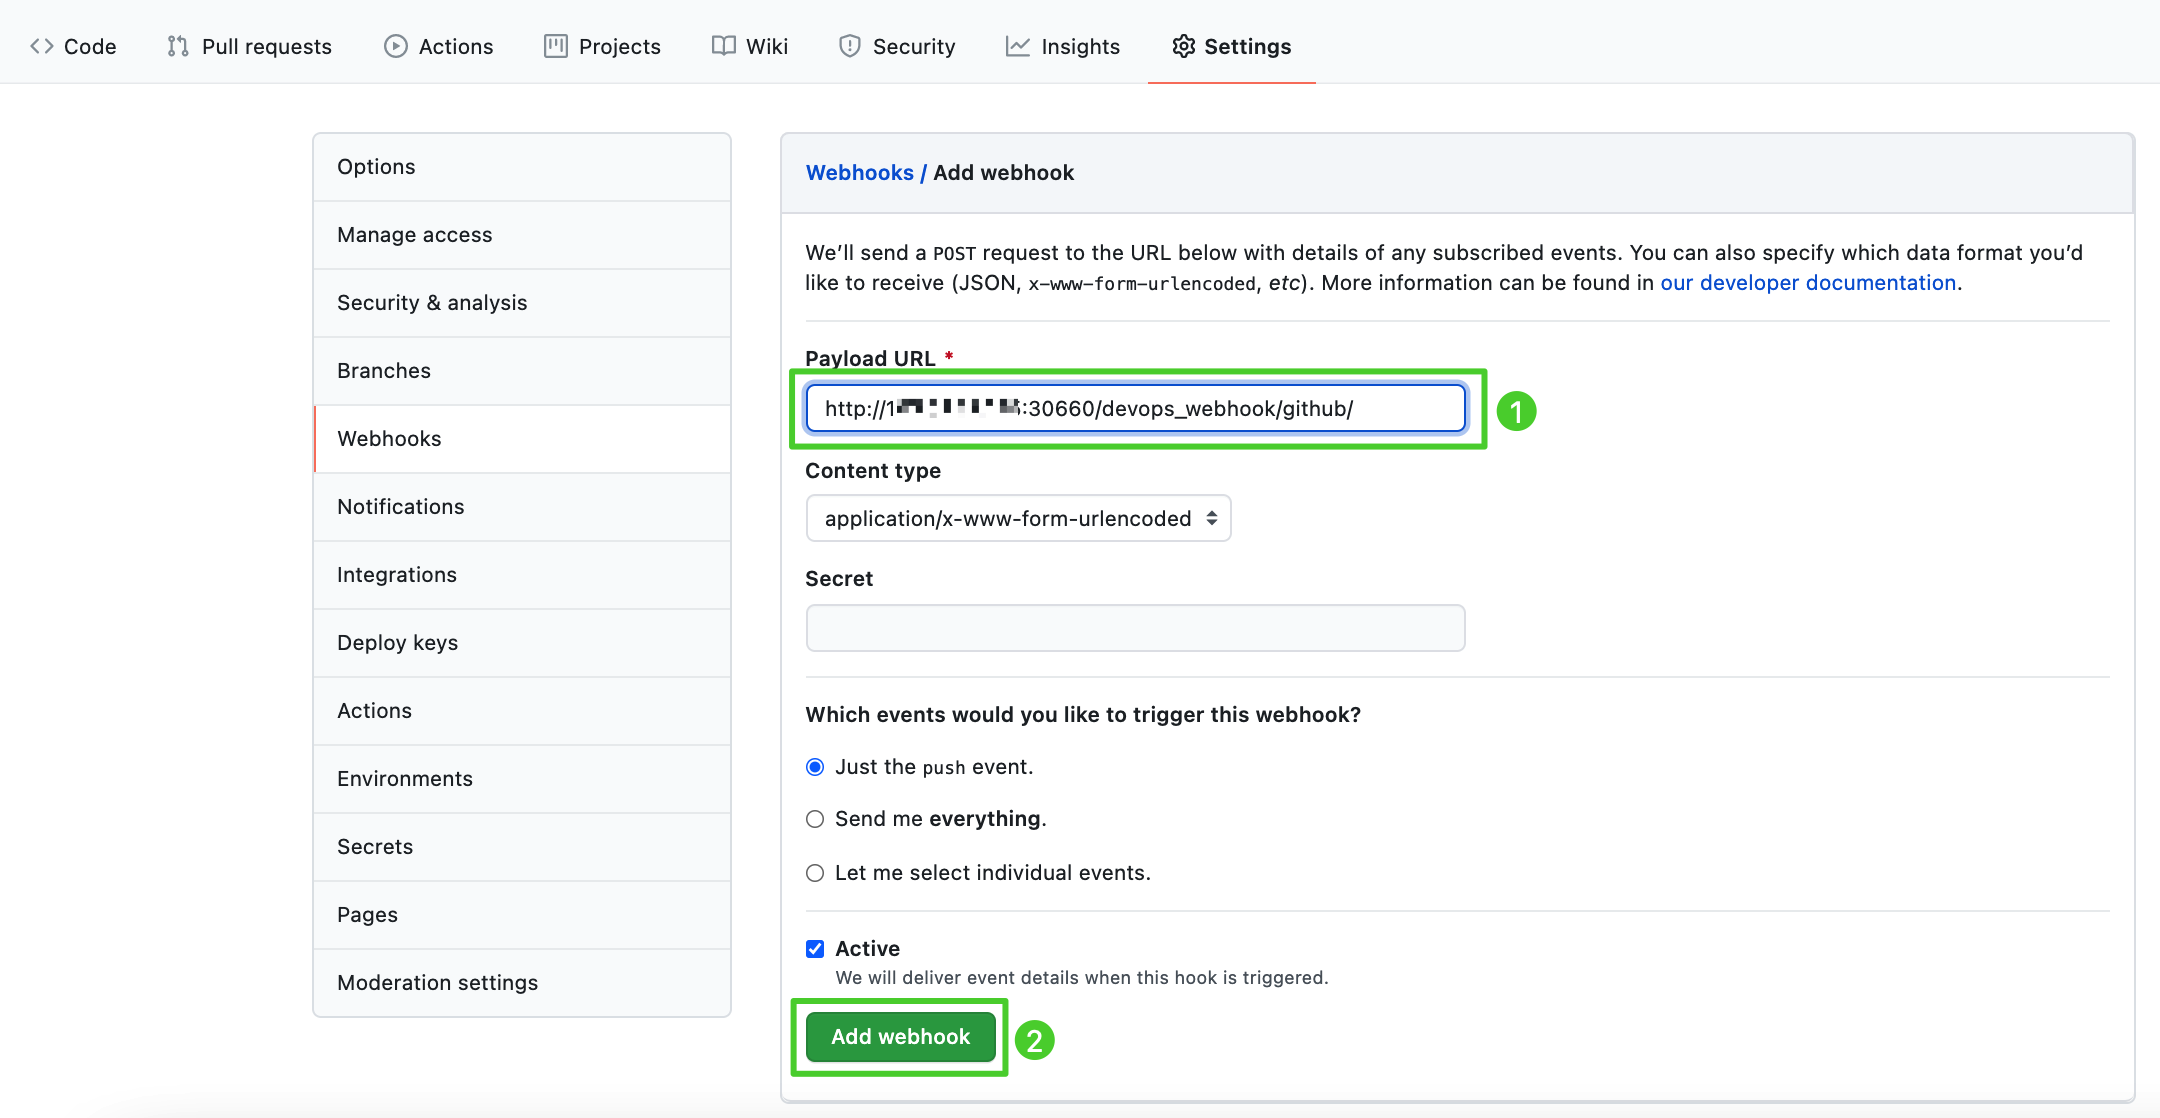 Code Pull requests Actions Projects Wiki Security Insights Settings
Options
Manage access
Security & analysis
Branches
Webhooks
Notifications
Integrations
Deploy keys
Actions
Environments
Secrets
Pages
Moderation settings
Webhooks / Add webhook
We’ll send a POST request to the URL below with details of any subscribed events. You can also specify which data format you’d
like to receive (JSON, x-www-form-urlencoded, etc). More information can be found in our developer documentation.
Payload URL *
http://1 :30660/devops_webhook/github/
1
Content type
application/x-www-form-urlencoded
Secret
Which events would you like to trigger this webhook?
Just the push event.
Send me everything.
Let me select individual events.
Active
We will deliver event details when this hook is triggered.
Add webhook
2